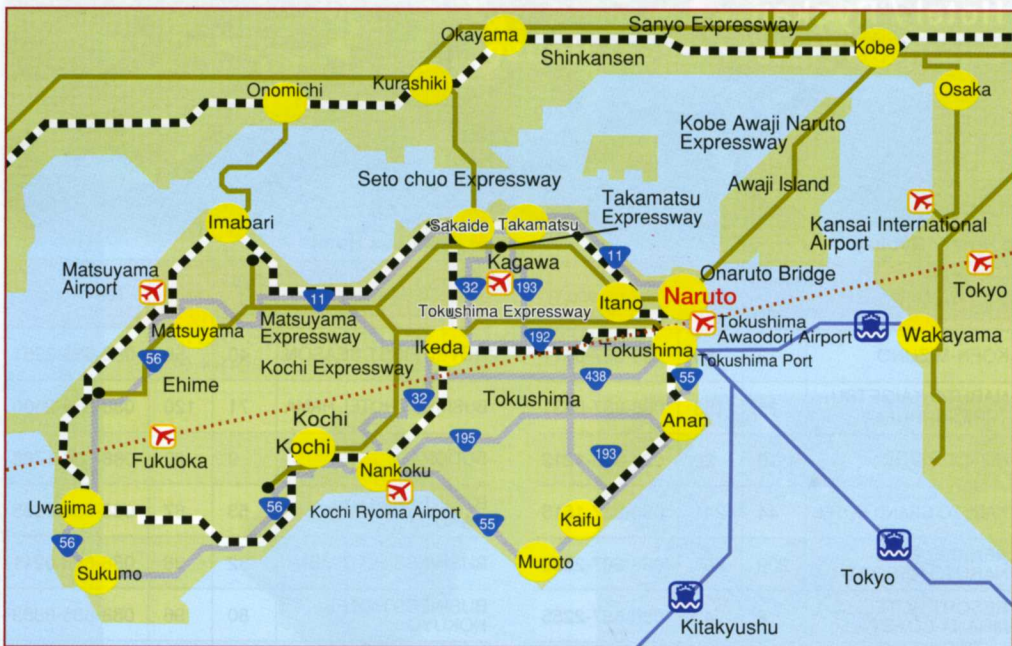 Okayama
Sanyo Expressway
Kobe
Shinkansen
Kurashiki
Onomichi
Osaka
Kobe Awaji Naruto
Expressway
Seto chuo Expressway
Awaji Island
Takamatsu
Expressway
Kansai International
Airport
Imabari
Sakaide
Takamatsu
11
Kagawa
Onaruto Bridge
Matsuyama
Airport
32
193
Tokyo
11
Itano
Naruto
Tokushima Expressway
Matsuyama
Matsuyama
Expressway
Ikeda
192
Tokushima
Tokushima
Awaodori Airport
Wakayama
Tokushima Port
56
Kochi Expressway
438
55
Ehime
32
Tokushima
Kochi
Anan
Kochi
195
193
Fukuoka
Nankoku
Uwajima
56
Kochi Ryoma Airport
55
Kaifu
56
Sukumo
Muroto
Tokyo
Kitakyushu